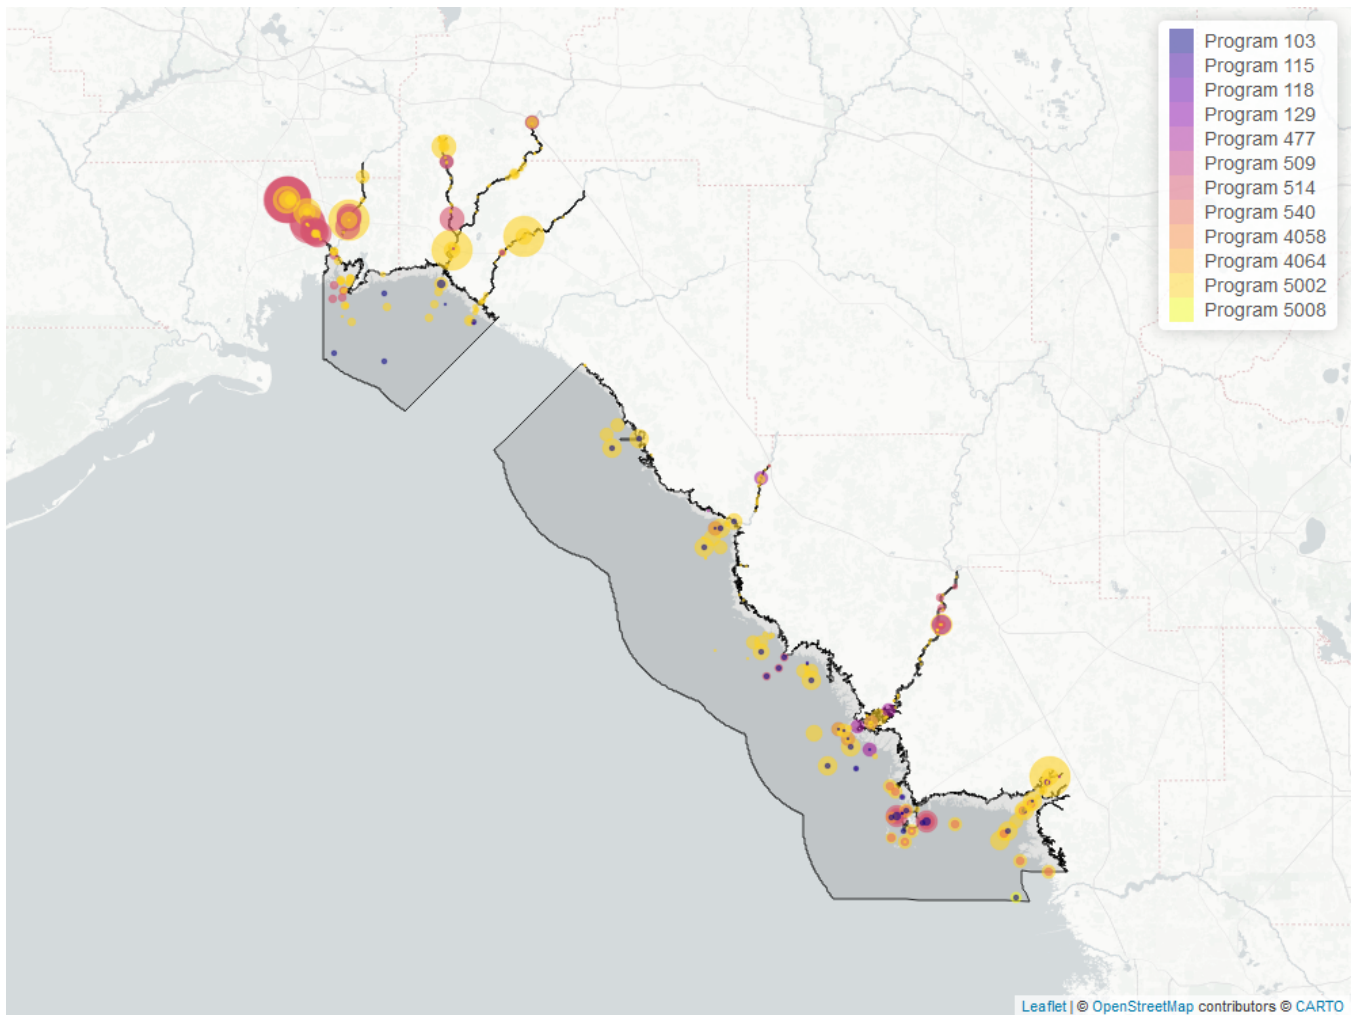 Program 103
Program 115
Program 118
Program 129
Program 477
Program 509
Program 514
Program 540
Program 4058
Program 4064
Program 5002
Program 5008
Leaflet | © OpenStreetMap contributors © CARTO